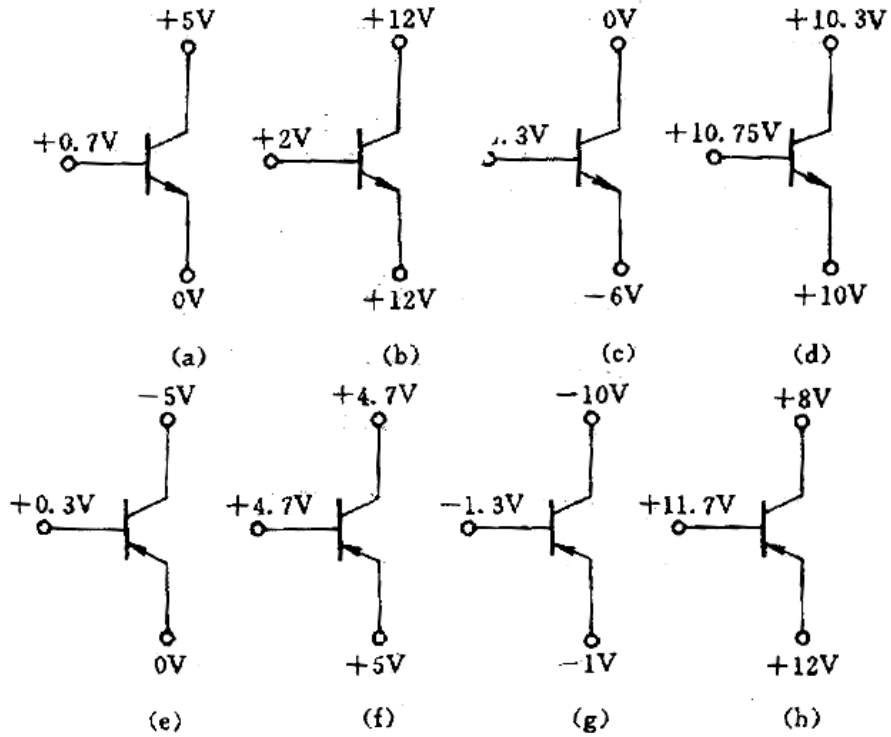 +5V +12V 0V +10.3V
+0.7V +2V .3V +10.75V
0V +12V -6V +10V
(a) (b) (c) (d)
-5V +4.7V -10V +8V
+0.3V +4.7V -1.3V +11.7V
0V +5V -1V +12V
(e) (f) (g) (h)